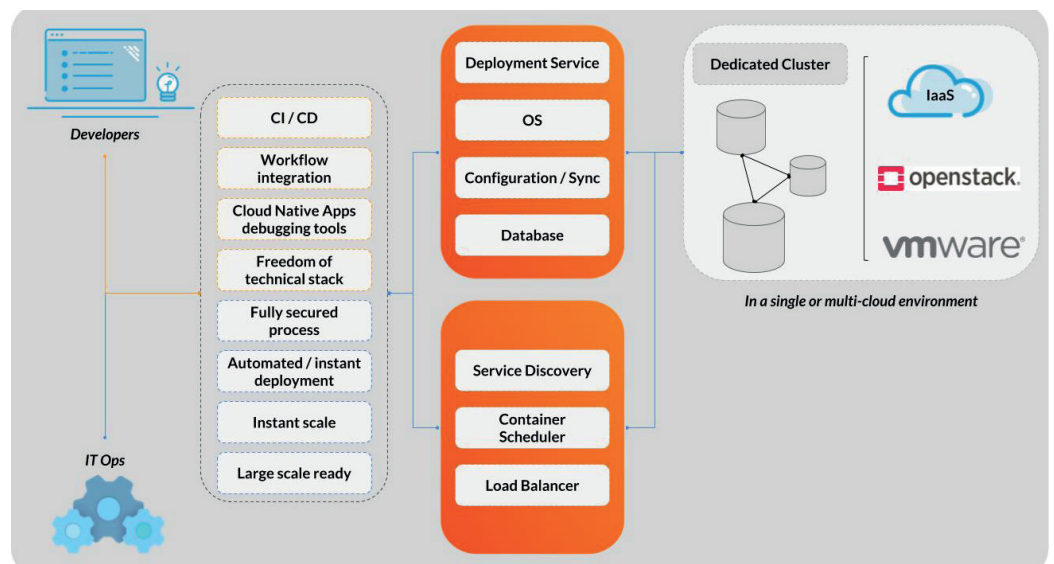 Developers
CI / CD
Workflow
integration
Cloud Native Apps
debugging tools
Freedom of
technical stack
Fully secured
process
Automated / instant
deployment
Instant scale
Large scale ready
IT Ops
Deployment Service
OS
Configuration / Sync
Database
Service Discovery
Container
Scheduler
Load Balancer
Dedicated Cluster
IaaS
openstack.
vmware®
In a single or multi-cloud environment